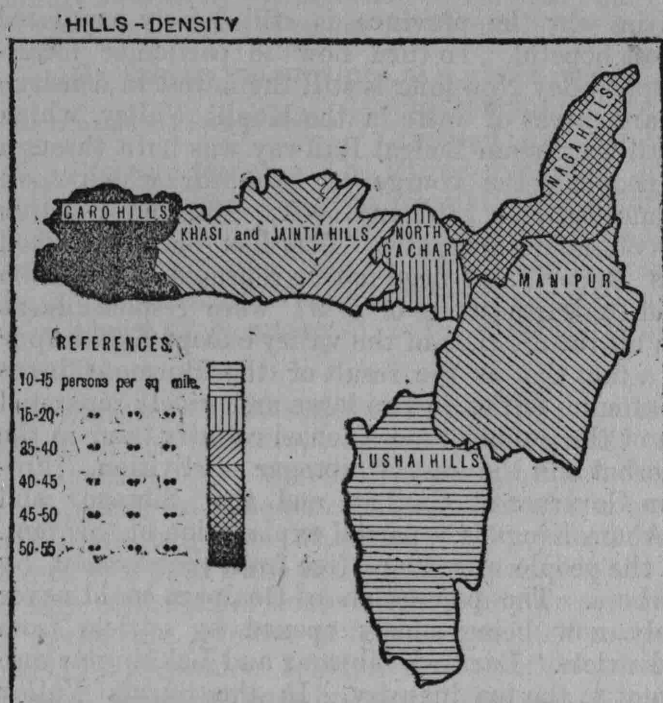 HILLS - DENSITY
NAGA HILLS
GARO HILLS
KHASI and JAINTIA HILLS
NORTH
CACHAR
MANIPUR
REFERENCES.
10-15 persons per sq mile.
15-20 " " "
35-40 " " "
40-45 " " "
45-50 " " "
50-55 " " "
LUSHAI HILLS